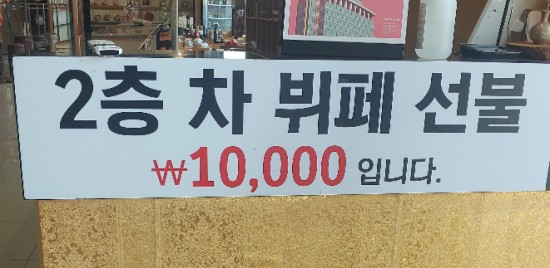 2층 차 뷔페 선불
₩10,000 입니다.